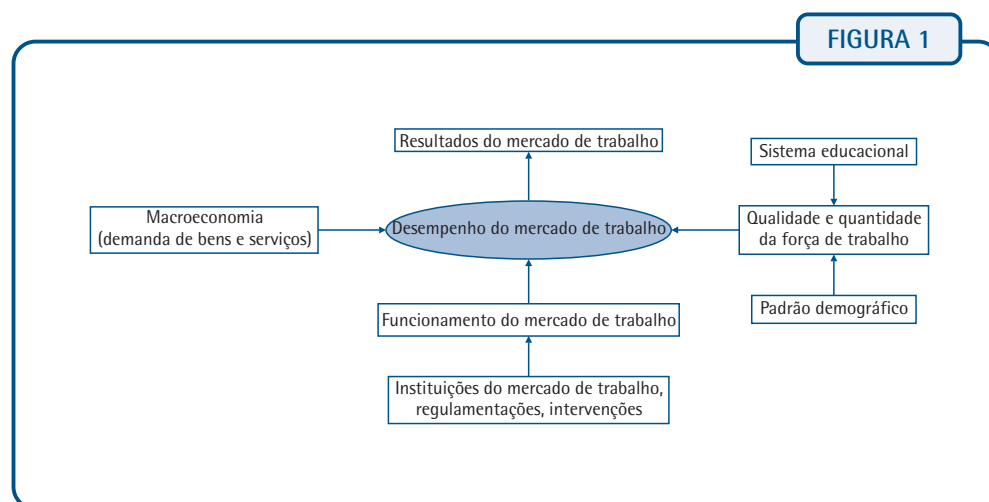 FIGURA 1
Resultados do mercado de trabalho
Sistema educacional
Macroeconomia
(demanda de bens e serviços)
Desempenho do mercado de trabalho
Qualidade e quantidade
da força de trabalho
Funcionamento do mercado de trabalho
Padrão demográfico
Instituições do mercado de trabalho,
regulamentações, intervenções